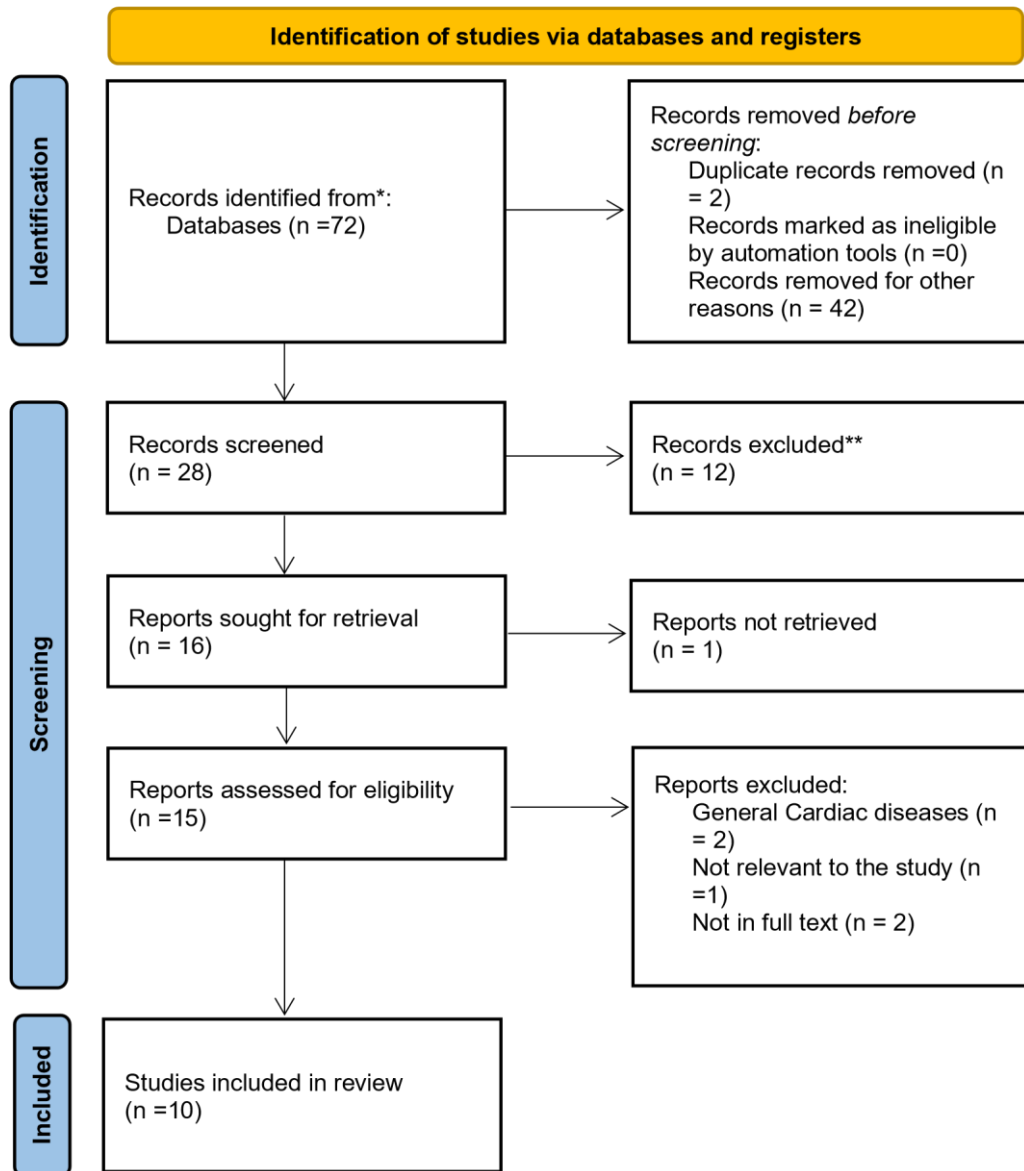 Identification of studies via databases and registers
Identification
Records identified from*:
Databases (n =72)
Records removed before
screening:
Duplicate records removed (n
= 2)
Records marked as ineligible
by automation tools (n =0)
Records removed for other
reasons (n = 42)
Screening
Records screened
(n = 28)
Records excluded**
(n = 12)
Reports sought for retrieval
(n = 16)
Reports not retrieved
(n = 1)
Reports assessed for eligibility
(n =15)
Reports excluded:
General Cardiac diseases (n
= 2)
Not relevant to the study (n
=1)
Not in full text (n = 2)
Included
Studies included in review
(n =10)